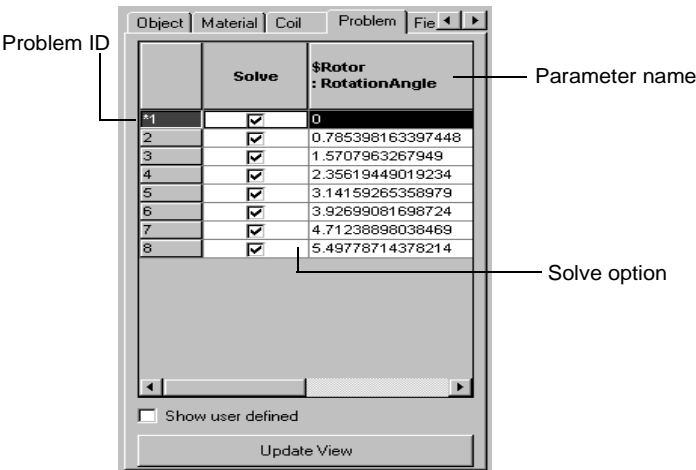 Object Material Coil Problem Fie
Problem ID
Solve $Rotor
: RotationAngle
Parameter name
*1 0
2 0.785398163397448
3 1.5707963267949
4 2.35619449019234
5 3.14159265358979
6 3.92699081698724
7 4.71238898038469
8 5.49778714378214
Solve option
Show user defined
Update View